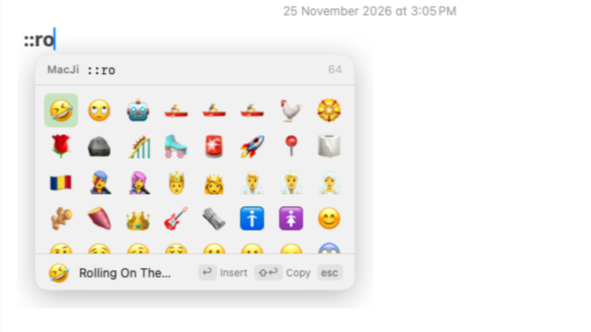 25 November 2026 at 3:05 PM
::ro
MacJi ::ro 64
Rolling On The... ↩ Insert ⇧↩ Copy esc